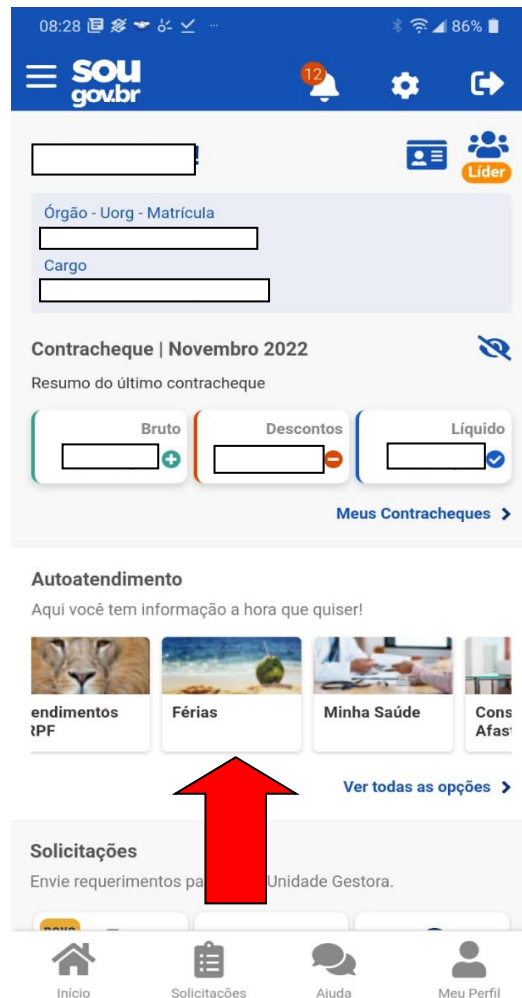 08:28 86%
sou
gov.br
12
!
Líder
Órgão - Uorg - Matrícula
Cargo
Contracheque | Novembro 2022
Resumo do último contracheque
Bruto Descontos Líquido
Meus Contracheques
Autoatendimento
Aqui você tem informação a hora que quiser!
endimentos Férias Minha Saúde Cons
RPF Afas
Ver todas as opções
Solicitações
Envie requerimentos pa Unidade Gestora.
novo
Início Solicitações Ajuda Meu Perfil